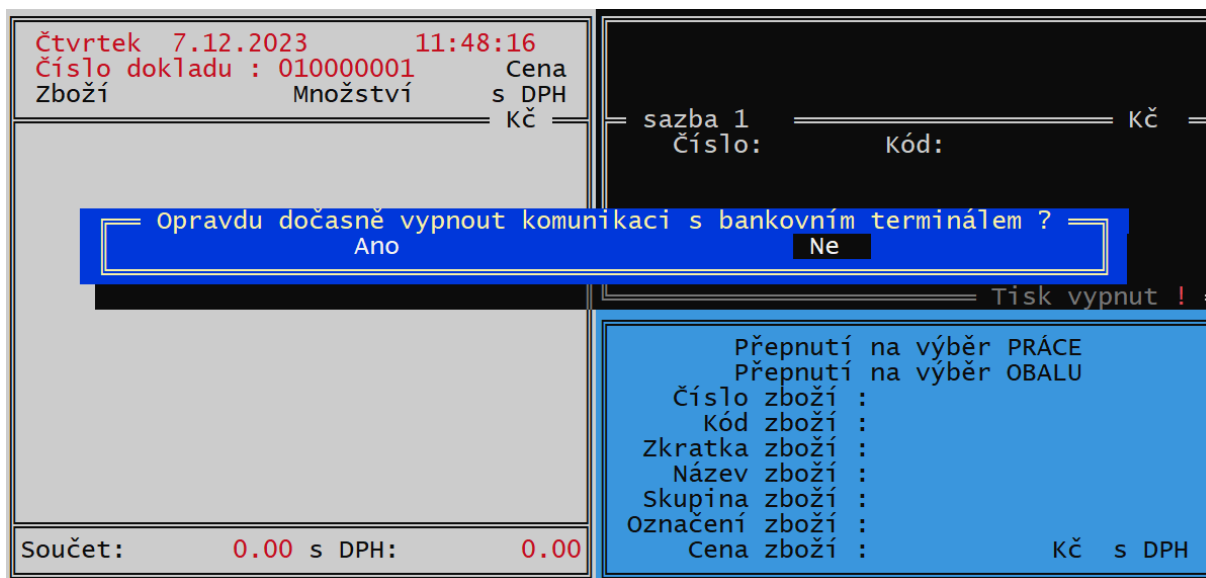 Čtvrtek 7.12.2023 11:48:16
Číslo dokladu : 010000001 Cena
Zboží Množství s DPH
Kč
sazba 1 Kč
Číslo: Kód:
Opravdu dočasně vypnout komunikaci s bankovním terminálem ?
Ano Ne
Tisk vypnut !
Přepnutí na výběr PRÁCE
Přepnutí na výběr OBALU
Číslo zboží :
Kód zboží :
Zkratka zboží :
Název zboží :
Skupina zboží :
Označení zboží :
Cena zboží : Kč s DPH
Součet: 0.00 s DPH: 0.00